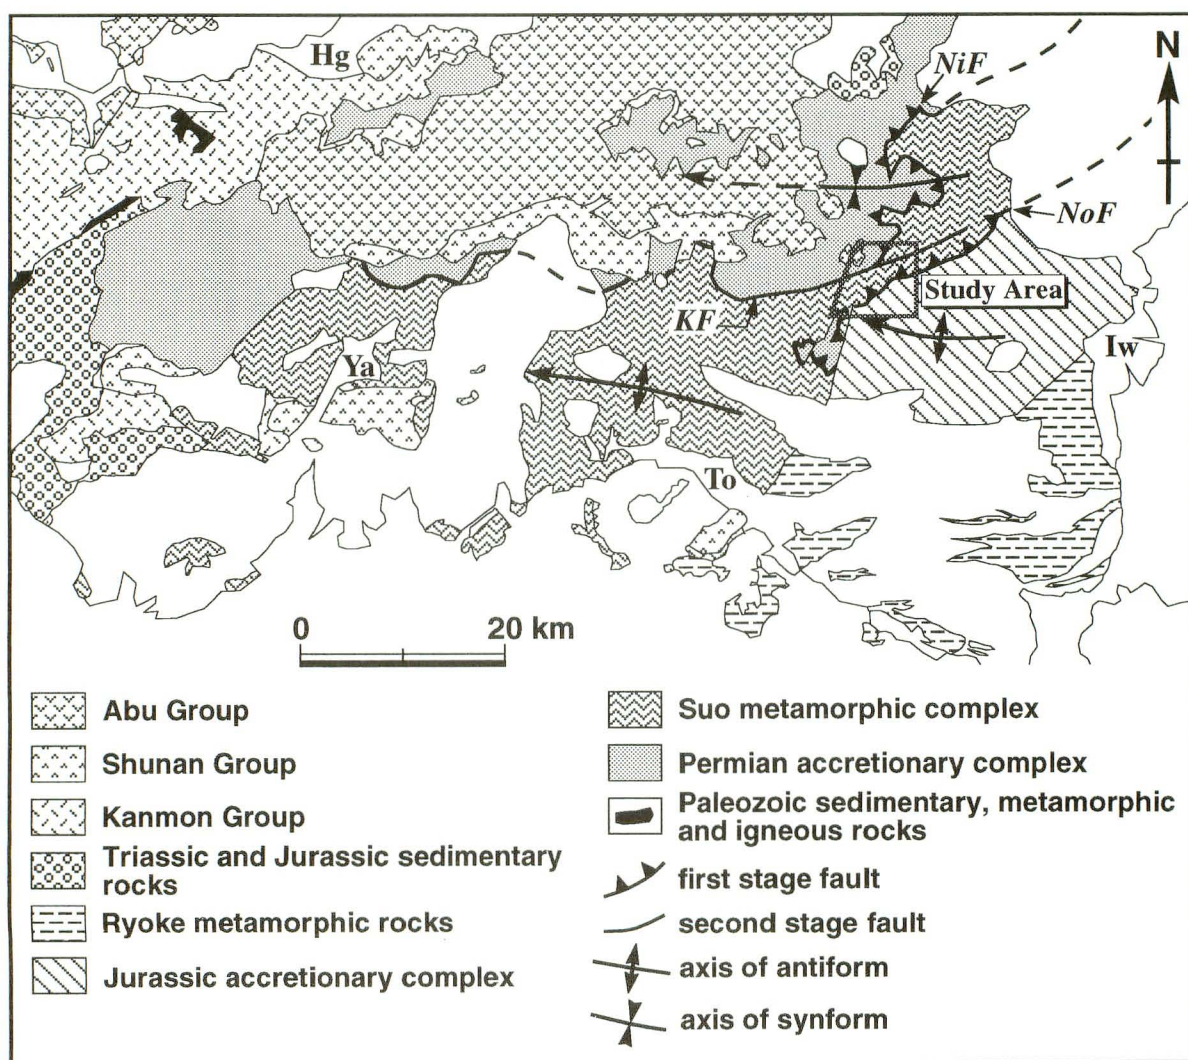 Hg
N
NiF
NoF
Study Area
KF
Iw
Ya
To
0 20 km
Abu Group
Shunan Group
Kanmon Group
Triassic and Jurassic sedimentary
rocks
Ryoke metamorphic rocks
Jurassic accretionary complex
Suo metamorphic complex
Permian accretionary complex
Paleozoic sedimentary, metamorphic
and igneous rocks
first stage fault
second stage fault
axis of antiform
axis of synform